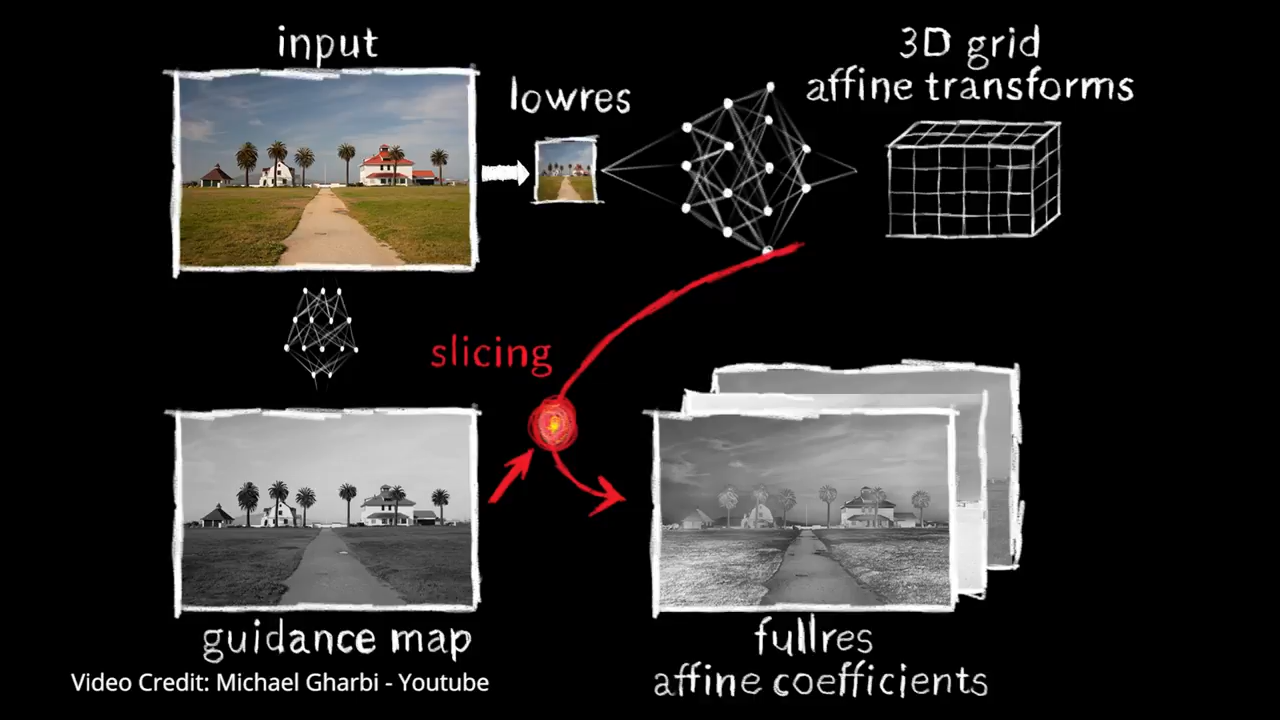 input
lowres
3D grid
affine transforms
slicing
guidance map
fullres
affine coefficients
Video Credit: Michael Gharbi - Youtube